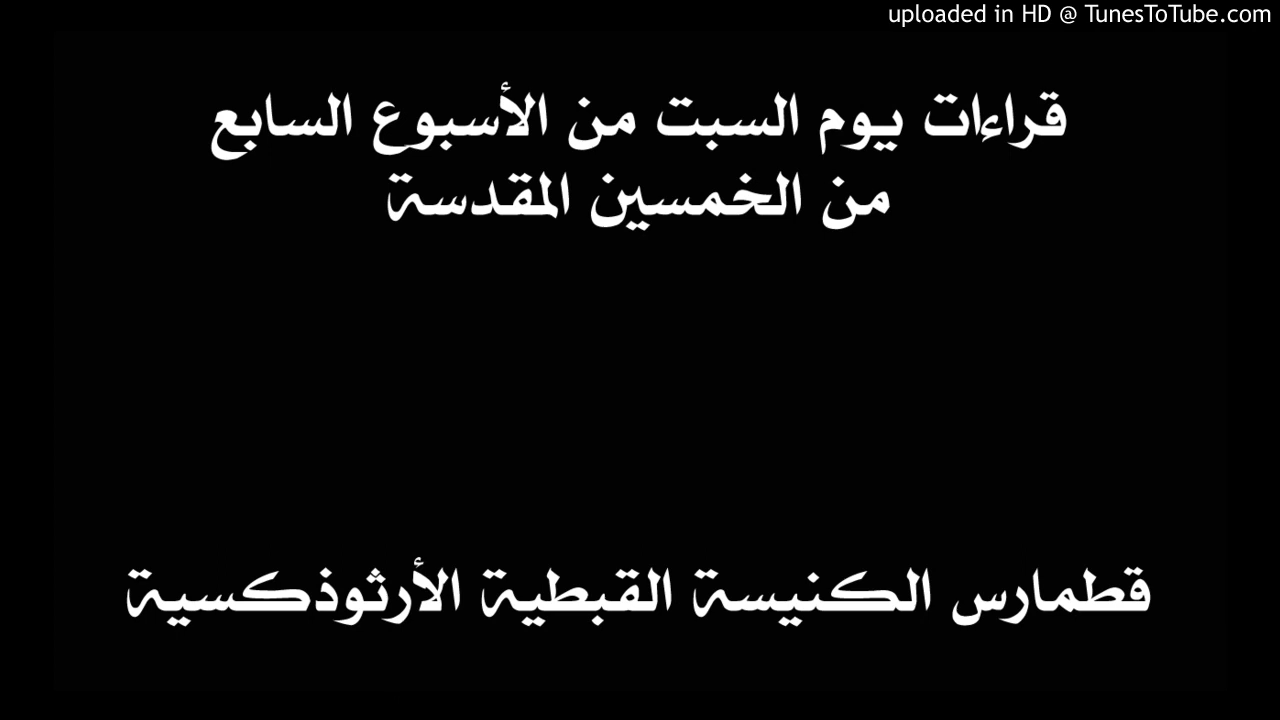 uploaded in HD @ TunesToTube.com
قراءات يوم السبت من الأسبوع السابع
من الخمسين المقدسة
قطمارس الكنيسة القبطية الأرثوذكسية